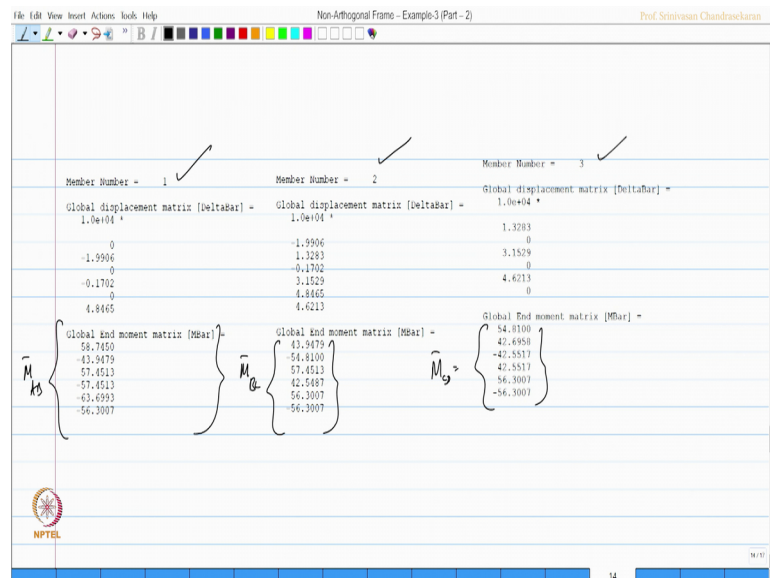 File Edit View Insert Actions Tools Help
Non-Arthogonal Frame – Example-3 (Part – 2)
Prof. Srinivasan Chandrasekaran
Member Number = 1
Global displacement matrix [DeltaBar] =
1.0e+04 *
0
-1.9906
0
-0.1702
0
4.8465
Global End moment matrix [MBar] =
58.7450
-43.9479
57.4513
-57.4513
-63.6993
-56.3007
M̄AB
Member Number = 2
Global displacement matrix [DeltaBar] =
1.0e+04 *
-1.9906
1.3283
-0.1702
3.1529
4.8465
4.6213
Global End moment matrix [MBar] =
43.9479
-54.8100
57.4513
42.5487
56.3007
-56.3007
Member Number = 3
Global displacement matrix [DeltaBar] =
1.0e+04 *
1.3283
0
3.1529
0
4.6213
0
Global End moment matrix [MBar] =
54.8100
42.6958
-42.5517
42.5517
56.3007
-56.3007
NPTEL
14